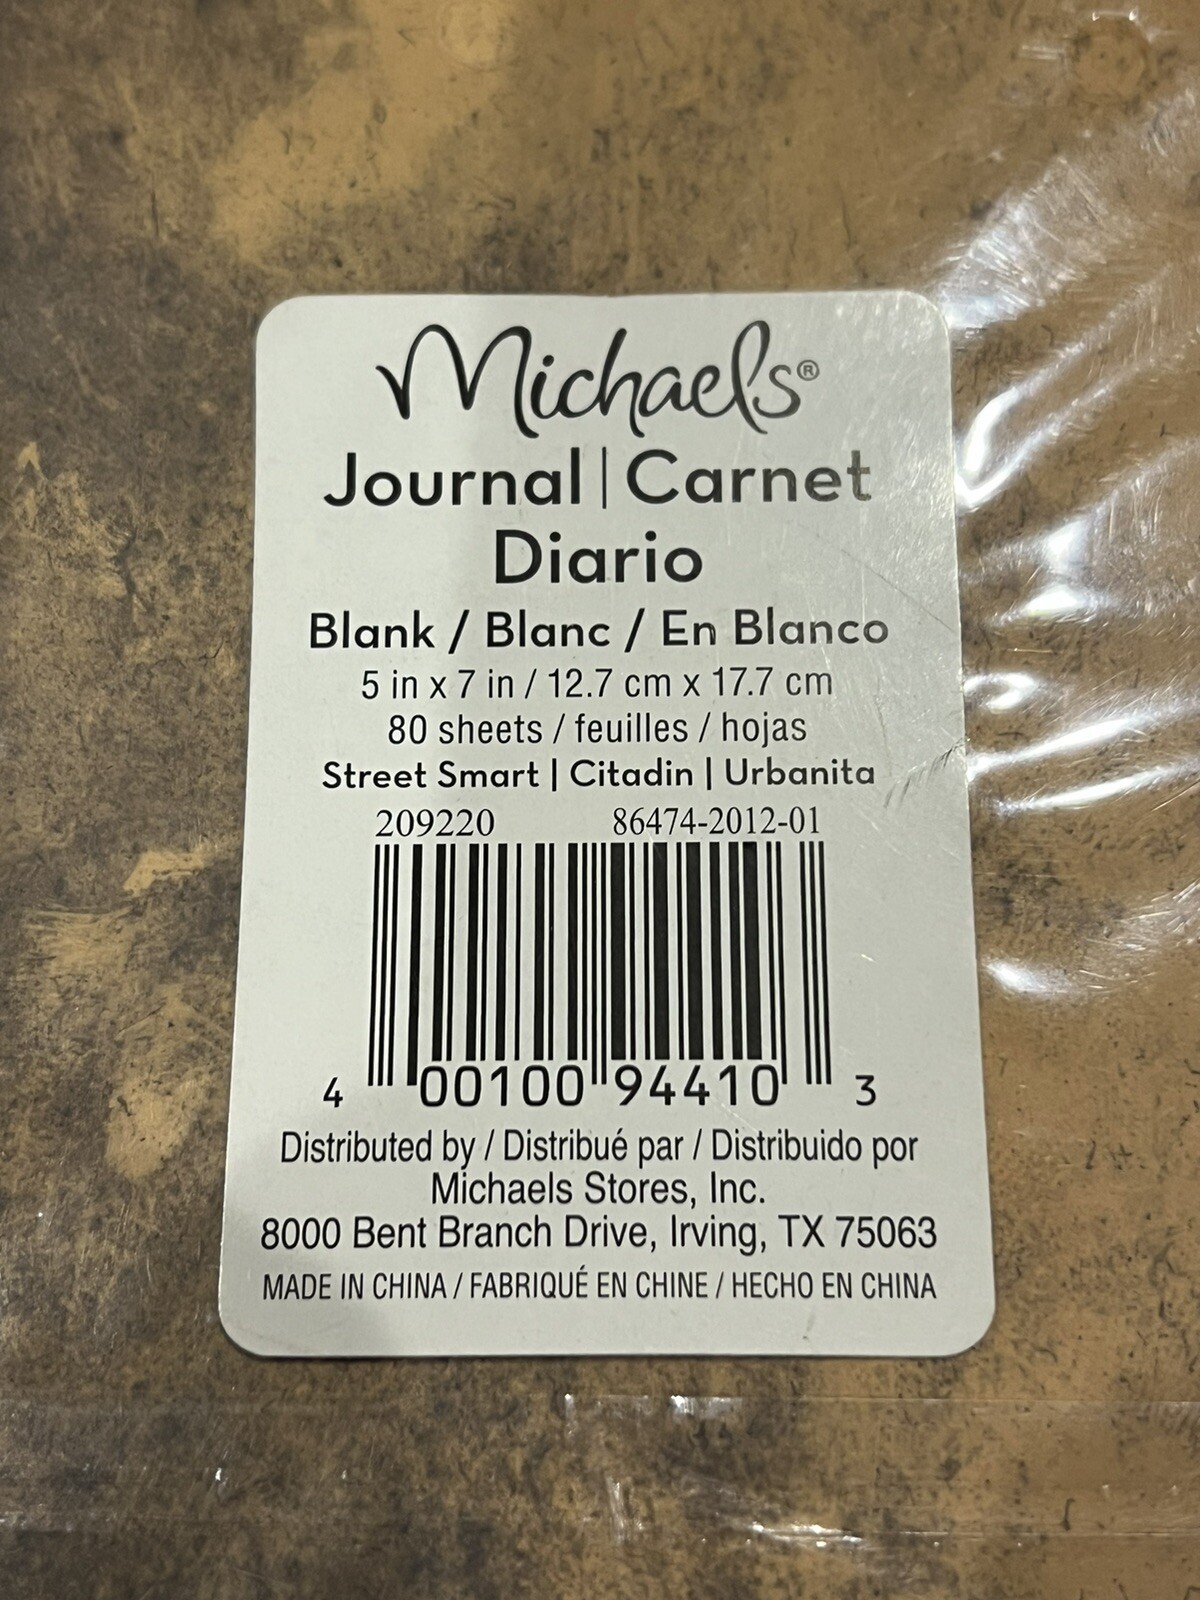 Michaels®
Journal | Carnet
Diario
Blank / Blanc / En Blanco
5 in x 7 in / 12.7 cm x 17.7 cm
80 sheets / feuilles / hojas
Street Smart | Citadin | Urbanita
209220 86474-2012-01
4 00100 94410 3
Distributed by / Distribué par / Distribuido por
Michaels Stores, Inc.
8000 Bent Branch Drive, Irving, TX 75063
MADE IN CHINA / FABRIQUÉ EN CHINE / HECHO EN CHINA